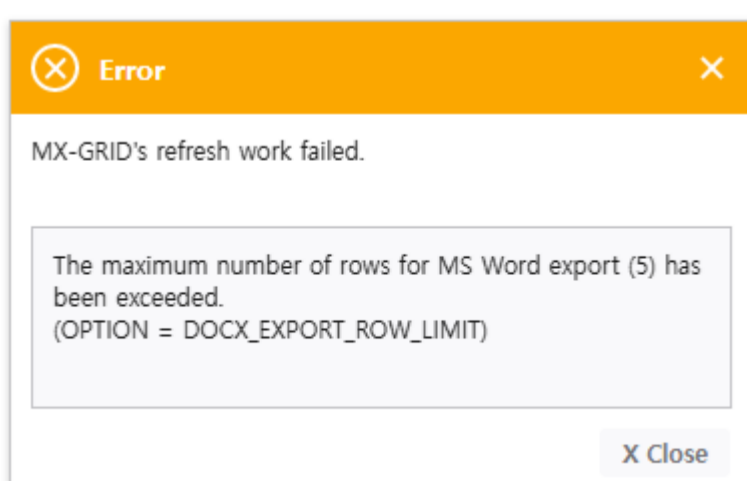 Error
MX-GRID's refresh work failed.
The maximum number of rows for MS Word export (5) has
been exceeded.
(OPTION = DOCX_EXPORT_ROW_LIMIT)
X Close